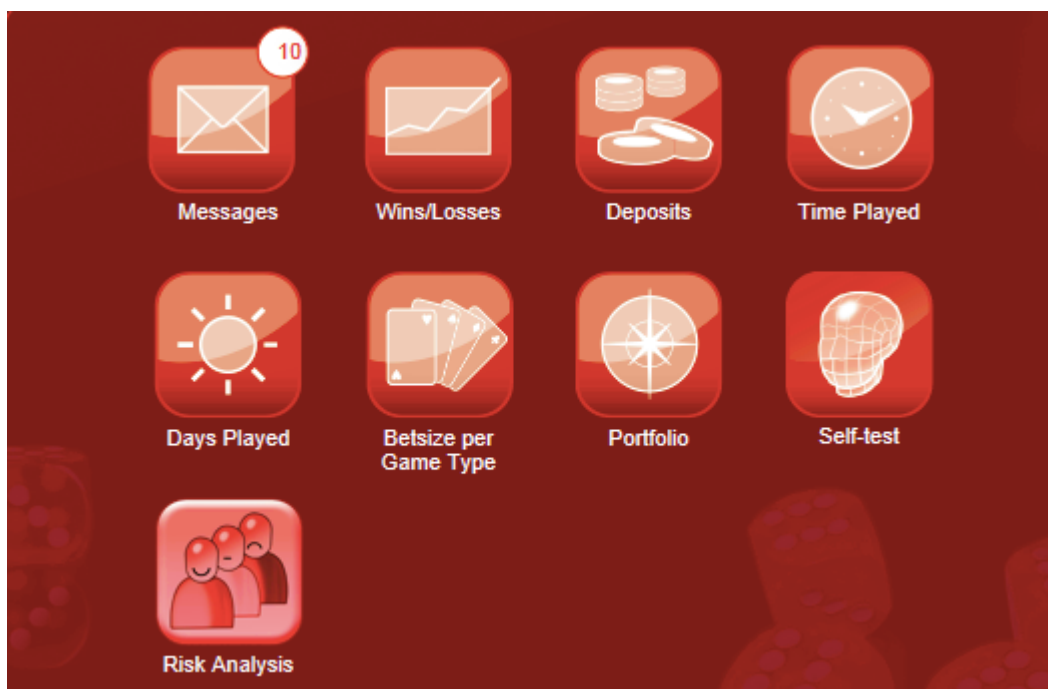 10
Messages
Wins/Losses
Deposits
Time Played
Days Played
Betsize per
Game Type
Portfolio
Self-test
Risk Analysis